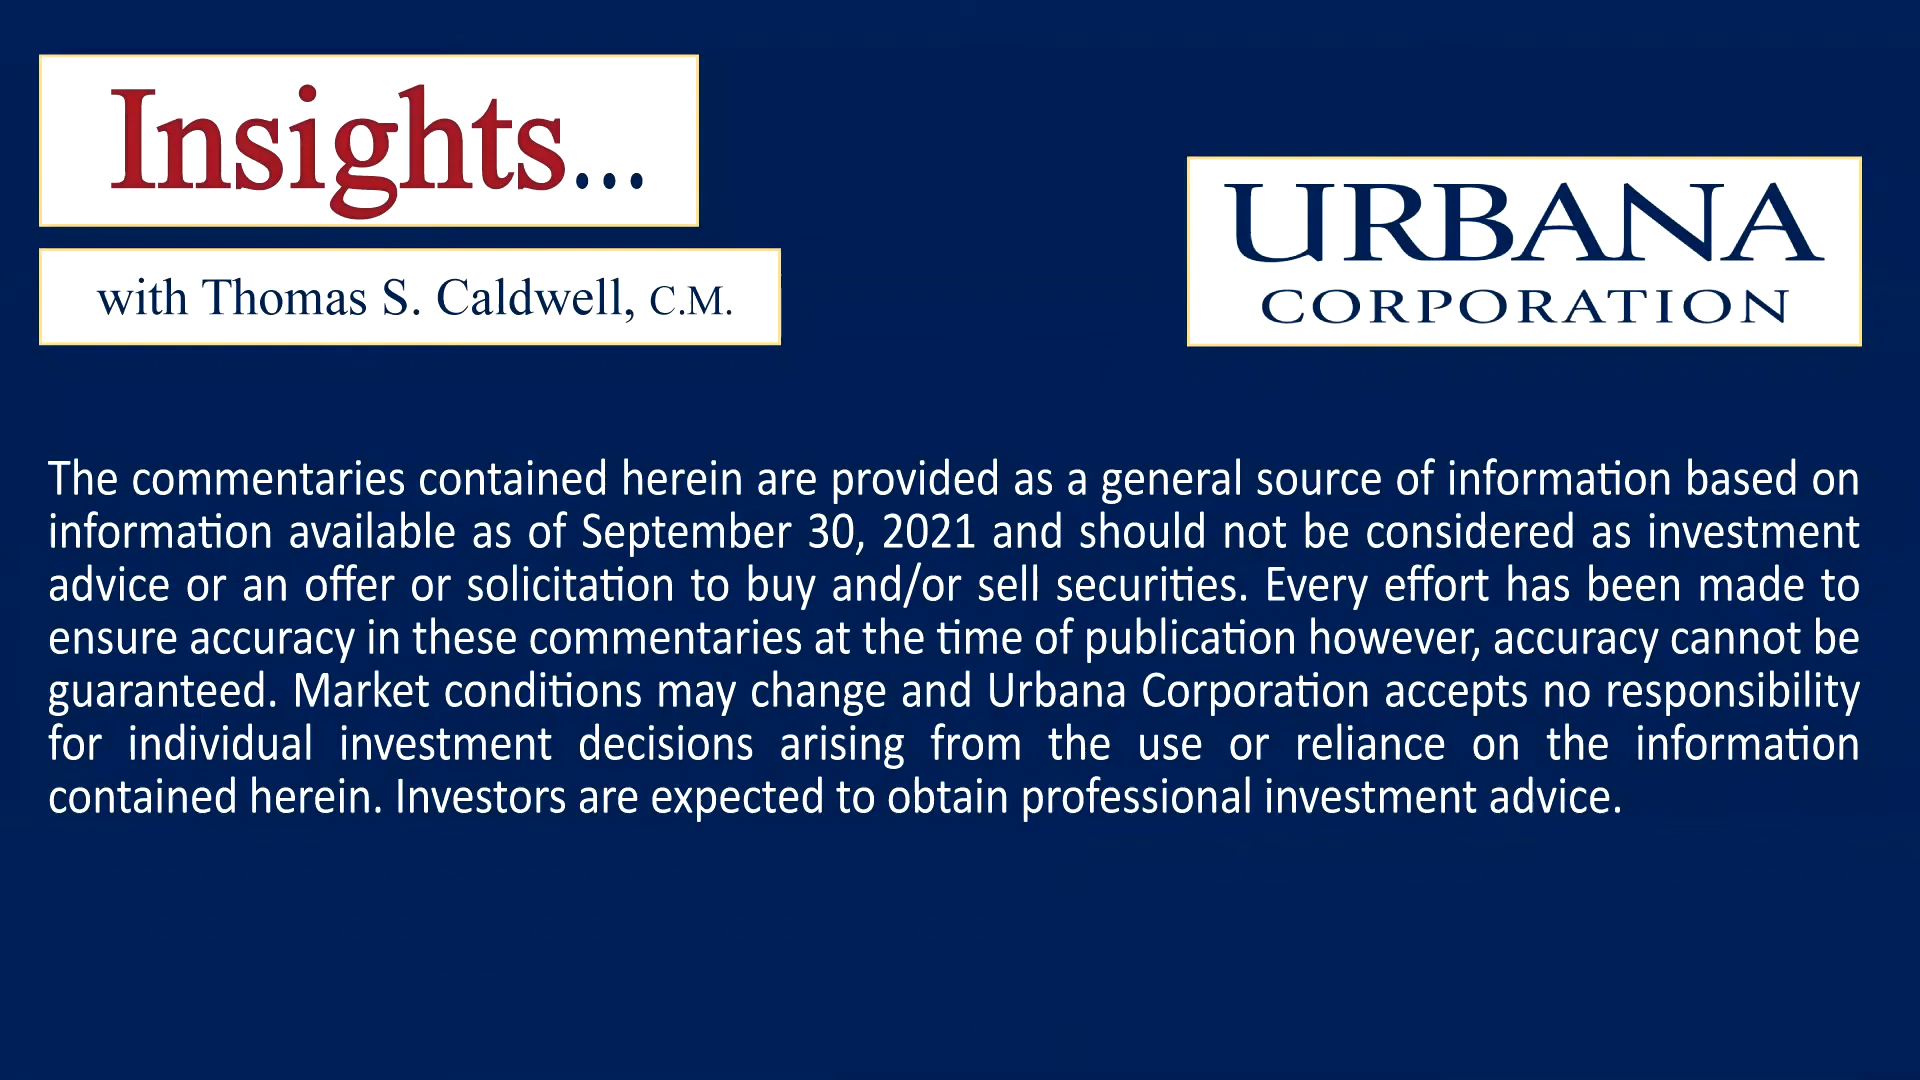 Insights...
with Thomas S. Caldwell, C.M.
URBANA
CORPORATION
The commentaries contained herein are provided as a general source of information based on
information available as of September 30, 2021 and should not be considered as investment
advice or an offer or solicitation to buy and/or sell securities. Every effort has been made to
ensure accuracy in these commentaries at the time of publication however, accuracy cannot be
guaranteed. Market conditions may change and Urbana Corporation accepts no responsibility
for individual investment decisions arising from the use or reliance on the information
contained herein. Investors are expected to obtain professional investment advice.